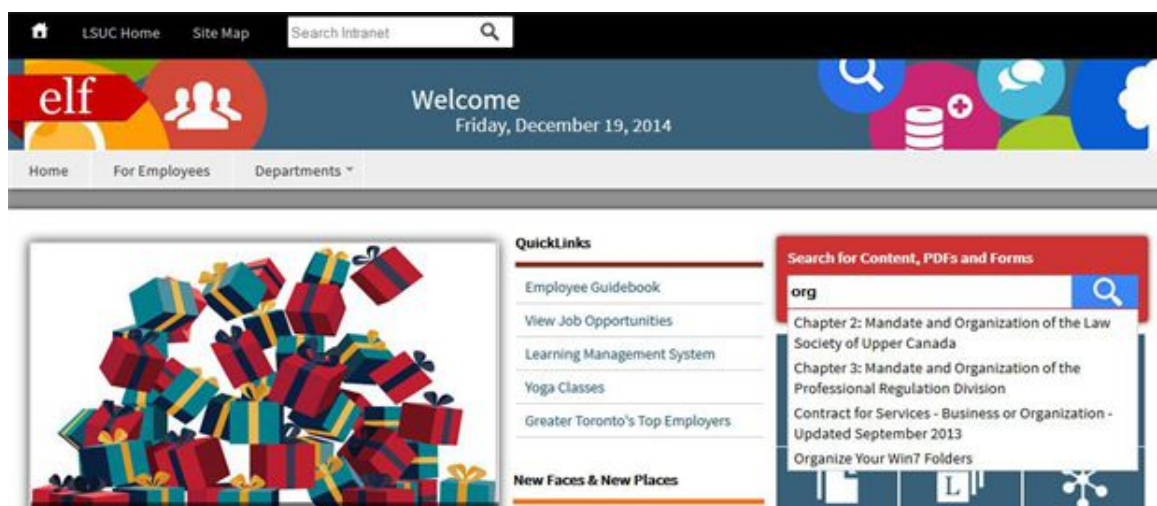 LSUC Home Site Map Search Intranet
elf
Welcome
Friday, December 19, 2014
Home For Employees Departments
QuickLinks
Employee Guidebook
View Job Opportunities
Learning Management System
Yoga Classes
Greater Toronto's Top Employers
New Faces & New Places
Search for Content, PDFs and Forms
org
Chapter 2: Mandate and Organization of the Law
Society of Upper Canada
Chapter 3: Mandate and Organization of the
Professional Regulation Division
Contract for Services - Business or Organization -
Updated September 2013
Organize Your Win7 Folders
L